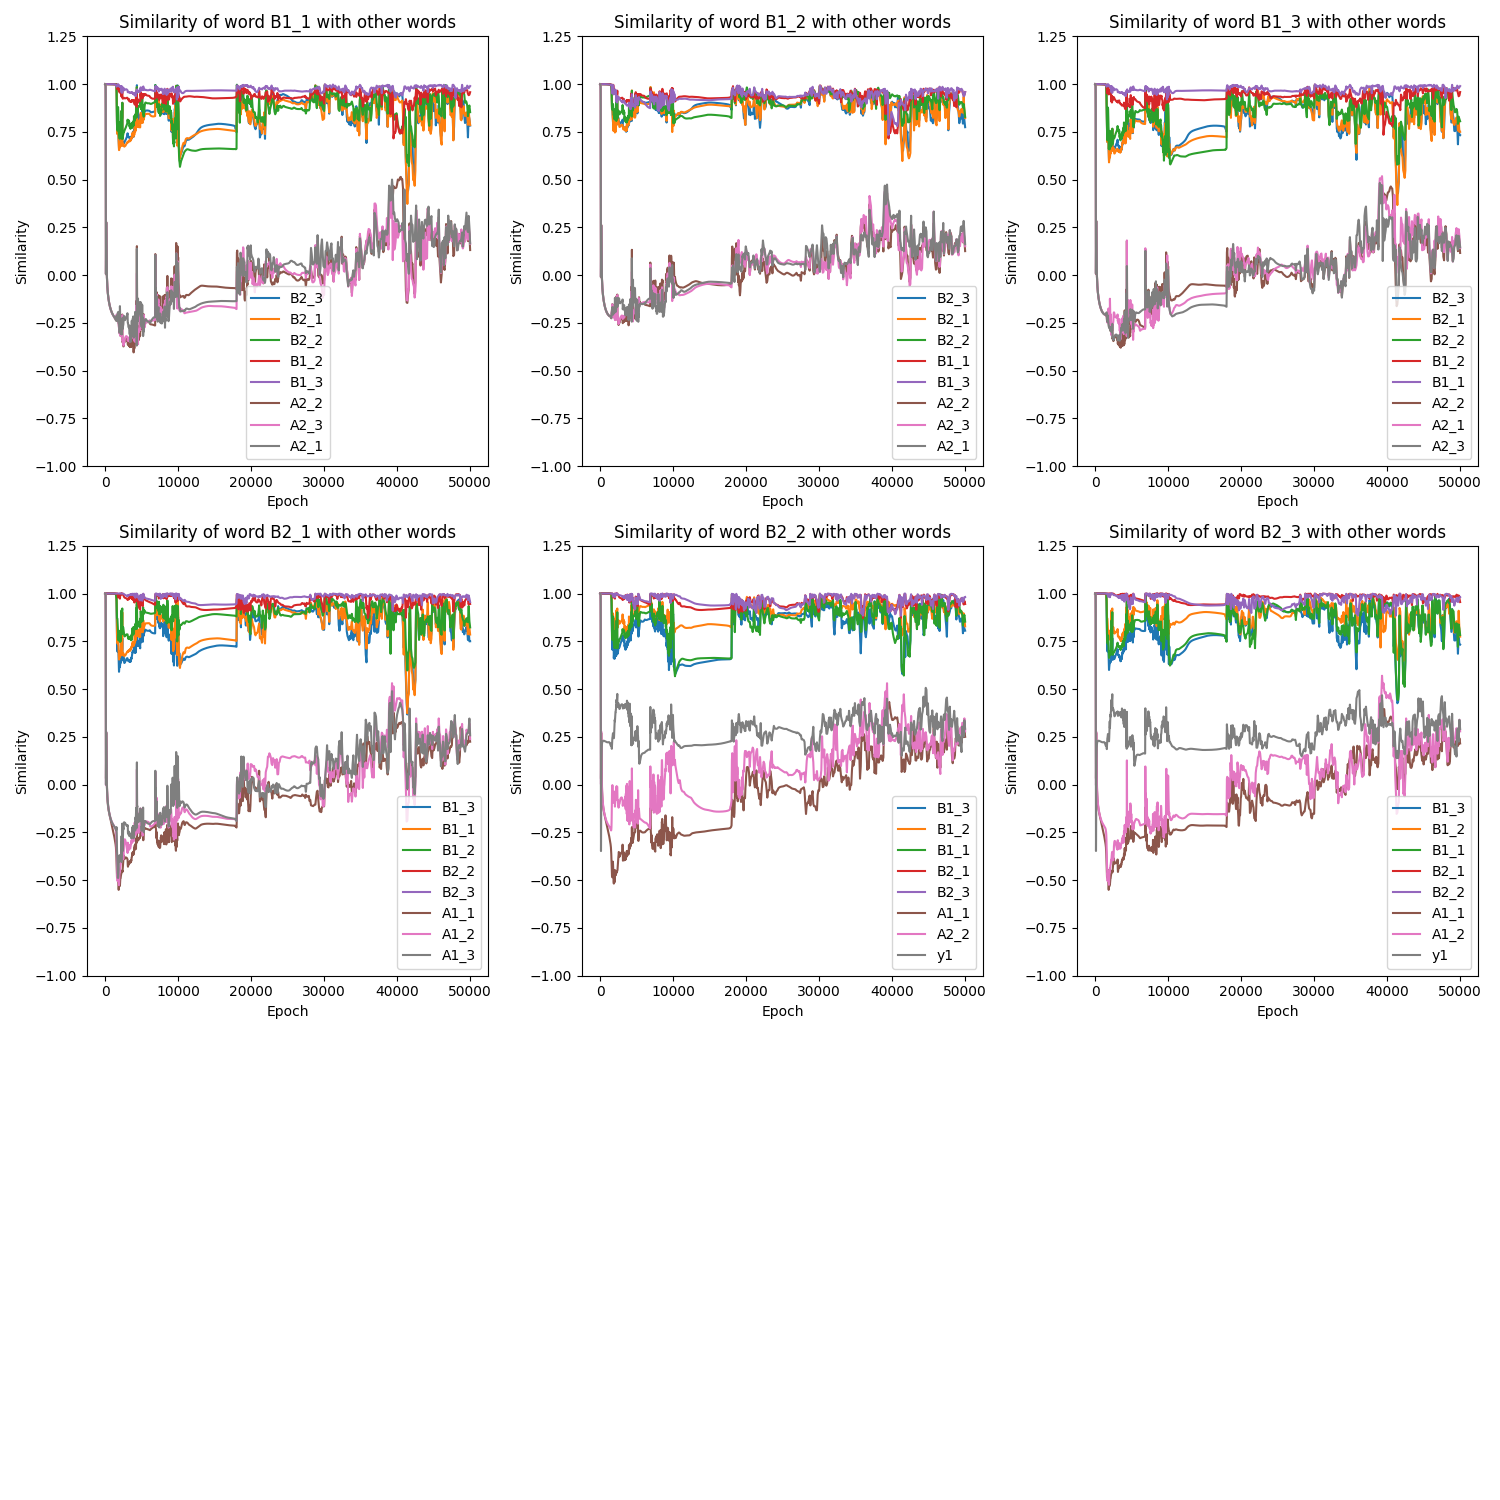 Similarity of word B1_1 with other words
1.25
1.00
0.75
0.50
0.25
0.00
−0.25
−0.50
−0.75
−1.00
Similarity
0 10000 20000 30000 40000 50000
Epoch
B2_3
B2_1
B2_2
B1_2
B1_3
A2_2
A2_3
A2_1
Similarity of word B1_2 with other words
1.25
1.00
0.75
0.50
0.25
0.00
−0.25
−0.50
−0.75
−1.00
Similarity
0 10000 20000 30000 40000 50000
Epoch
B2_3
B2_1
B2_2
B1_1
B1_3
A2_2
A2_3
A2_1
Similarity of word B1_3 with other words
1.25
1.00
0.75
0.50
0.25
0.00
−0.25
−0.50
−0.75
−1.00
Similarity
0 10000 20000 30000 40000 50000
Epoch
B2_3
B2_1
B2_2
B1_2
B1_1
A2_2
A2_1
A2_3
Similarity of word B2_1 with other words
1.25
1.00
0.75
0.50
0.25
0.00
−0.25
−0.50
−0.75
−1.00
Similarity
0 10000 20000 30000 40000 50000
Epoch
B1_3
B1_1
B1_2
B2_2
B2_3
A1_1
A1_2
A1_3
Similarity of word B2_2 with other words
1.25
1.00
0.75
0.50
0.25
0.00
−0.25
−0.50
−0.75
−1.00
Similarity
0 10000 20000 30000 40000 50000
Epoch
B1_3
B1_2
B1_1
B2_1
B2_3
A1_1
A2_2
y1
Similarity of word B2_3 with other words
1.25
1.00
0.75
0.50
0.25
0.00
−0.25
−0.50
−0.75
−1.00
Similarity
0 10000 20000 30000 40000 50000
Epoch
B1_3
B1_2
B1_1
B2_1
B2_2
A1_1
A1_2
y1